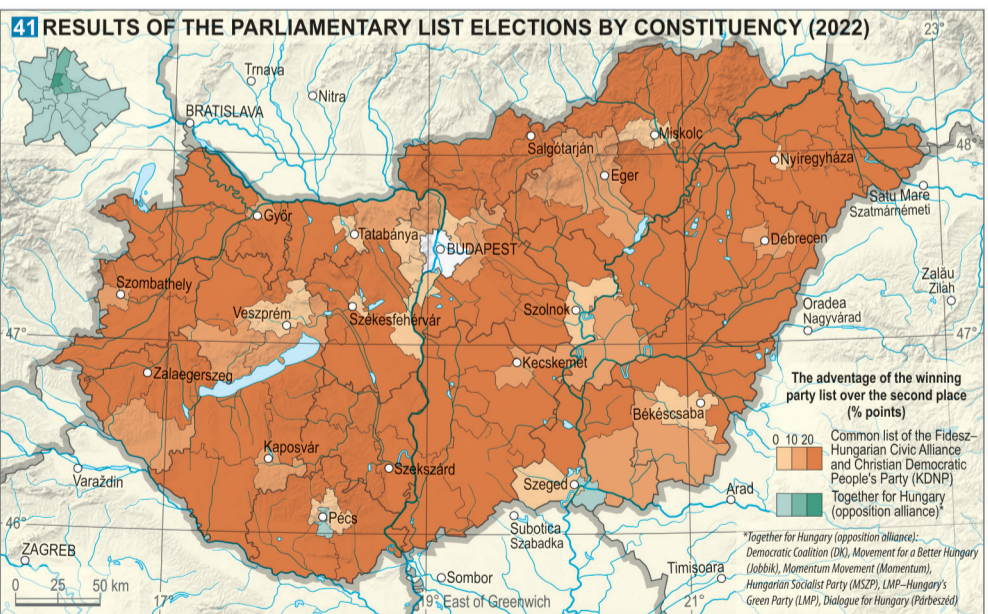 41 RESULTS OF THE PARLIAMENTARY LIST ELECTIONS BY CONSTITUENCY (2022)
23°
Trnava
Nitra
BRATISLAVA
Miskolc
Salgótarján
48°
Nyíregyháza
Eger
Satu Mare
Szatmárnémeti
Győr
Tatabánya
BUDAPEST
Debrecen
Szombathely
Zalău
Zilah
Veszprém
Székesfehérvár
Szolnok
Oradea
Nagyvárad
47°
47°
Zalaegerszeg
Kecskemét
The advantage of the winning
party list over the second place
(% points)
Békéscsaba
0 10 20
Common list of the Fidesz–
Hungarian Civic Alliance
and Christian Democratic
People's Party (KDNP)
Together for Hungary
(opposition alliance)*
Kaposvár
Szekszárd
Varaždin
Szeged
Arad
Pécs
46°
Subotica
Szabadka
*Together for Hungary (opposition alliance):
Democratic Coalition (DK), Movement for a Better Hungary
(Jobbik), Momentum Movement (Momentum),
Hungarian Socialist Party (MSZP), LMP–Hungary's
Green Party (LMP), Dialogue for Hungary (Párbeszéd)
ZAGREB
Timișoara
Sombor
0 25 50 km
17°
19° East of Greenwich
21°